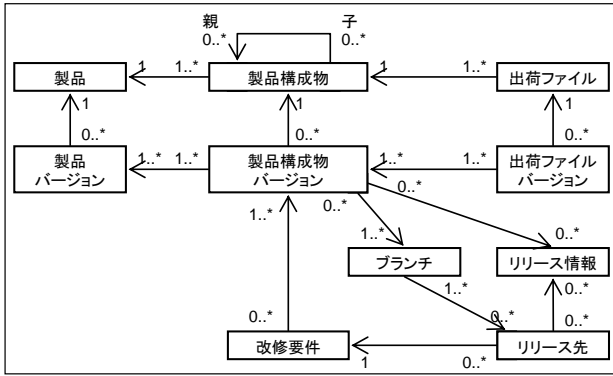 親 子
0..* 0..*
製品 1 1..* 製品構成物 1 1..* 出荷ファイル
1 1 1
0..* 0..* 0..*
製品
バージョン 1..* 1..* 製品構成物
バージョン 1..* 1..* 出荷ファイル
バージョン
1..* 0..* 0..*
1..* 0..*
ブランチ リリース情報
1..* 0..*
0..* 0..* 0..*
改修要件 リリース先
1 0..*